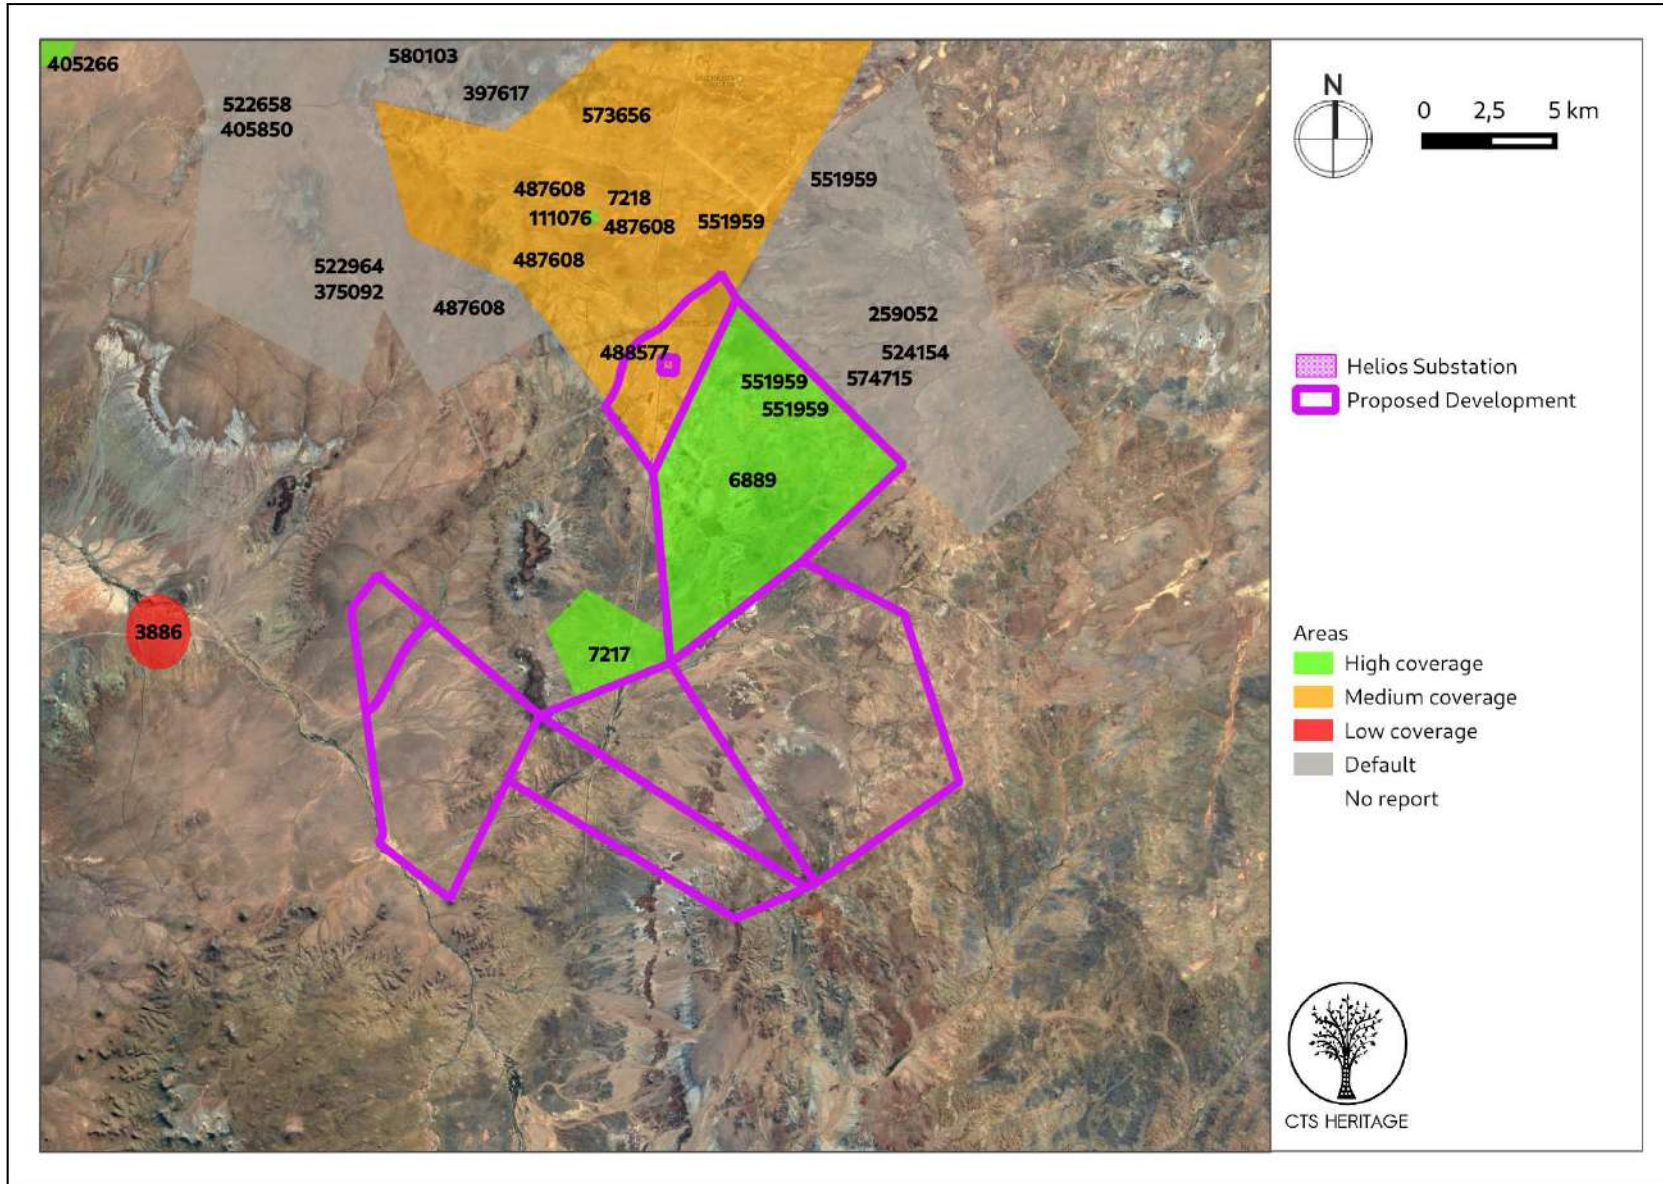 405266
580103
397617
522658
405850
573656
551959
487608
7218
111076
487608
551959
487608
522964
375092
487608
259052
488577
524154
574715
551959
551959
6889
3886
7217
N
0 2,5 5 km
Helios Substation
Proposed Development
Areas
High coverage
Medium coverage
Low coverage
Default
No report
CTS HERITAGE